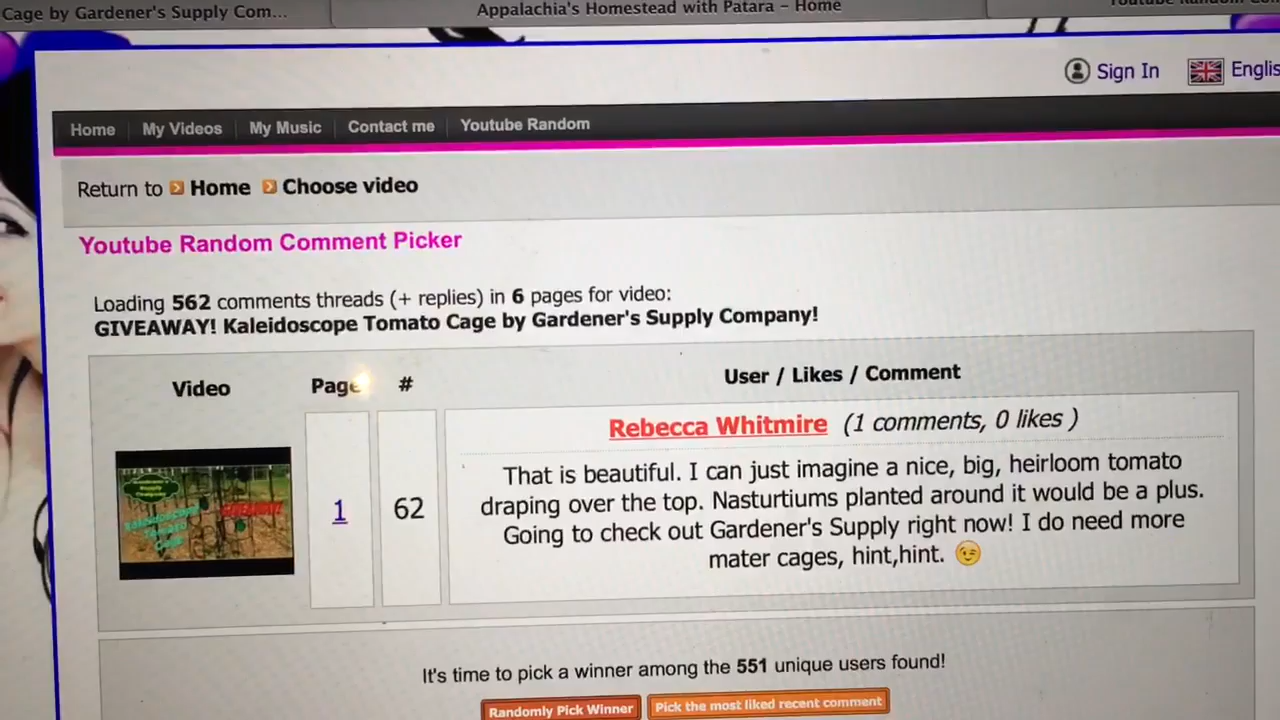 Cage by Gardener's Supply Com...
Appalachia's Homestead with Patara – Home
Sign In
Englis
Home
My Videos
My Music
Contact me
Youtube Random
Return to Home Choose video
Youtube Random Comment Picker
Loading 562 comments threads (+ replies) in 6 pages for video:
GIVEAWAY! Kaleidoscope Tomato Cage by Gardener's Supply Company!
Video
Page
#
User / Likes / Comment
Rebecca Whitmire (1 comments, 0 likes )
1
62
That is beautiful. I can just imagine a nice, big, heirloom tomato
draping over the top. Nasturtiums planted around it would be a plus.
Going to check out Gardener's Supply right now! I do need more
mater cages, hint,hint. 😉
Kaleidoscope
Tomato
Cage
GIVEAWAY!
It's time to pick a winner among the 551 unique users found!
Randomly Pick Winner
Pick the most liked recent comment